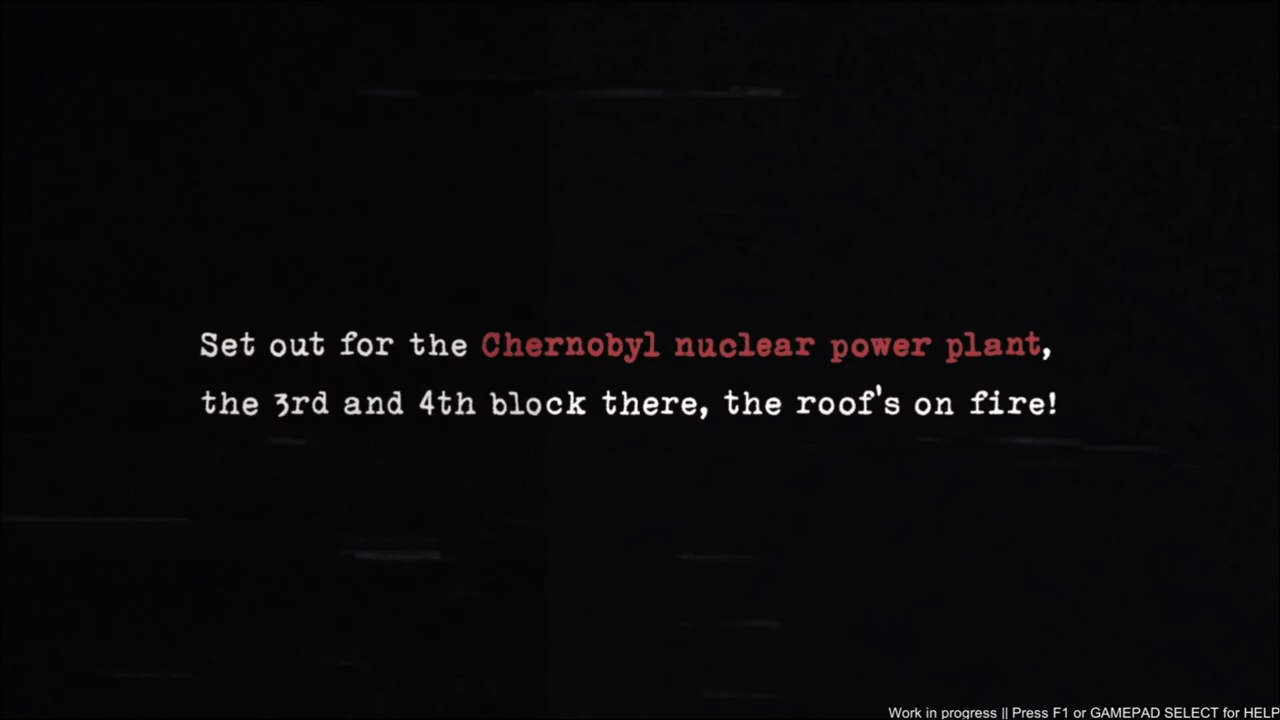 Set out for the Chernobyl nuclear power plant,
the 3rd and 4th block there, the roof's on fire!
Work in progress || Press F1 or GAMEPAD SELECT for HELP